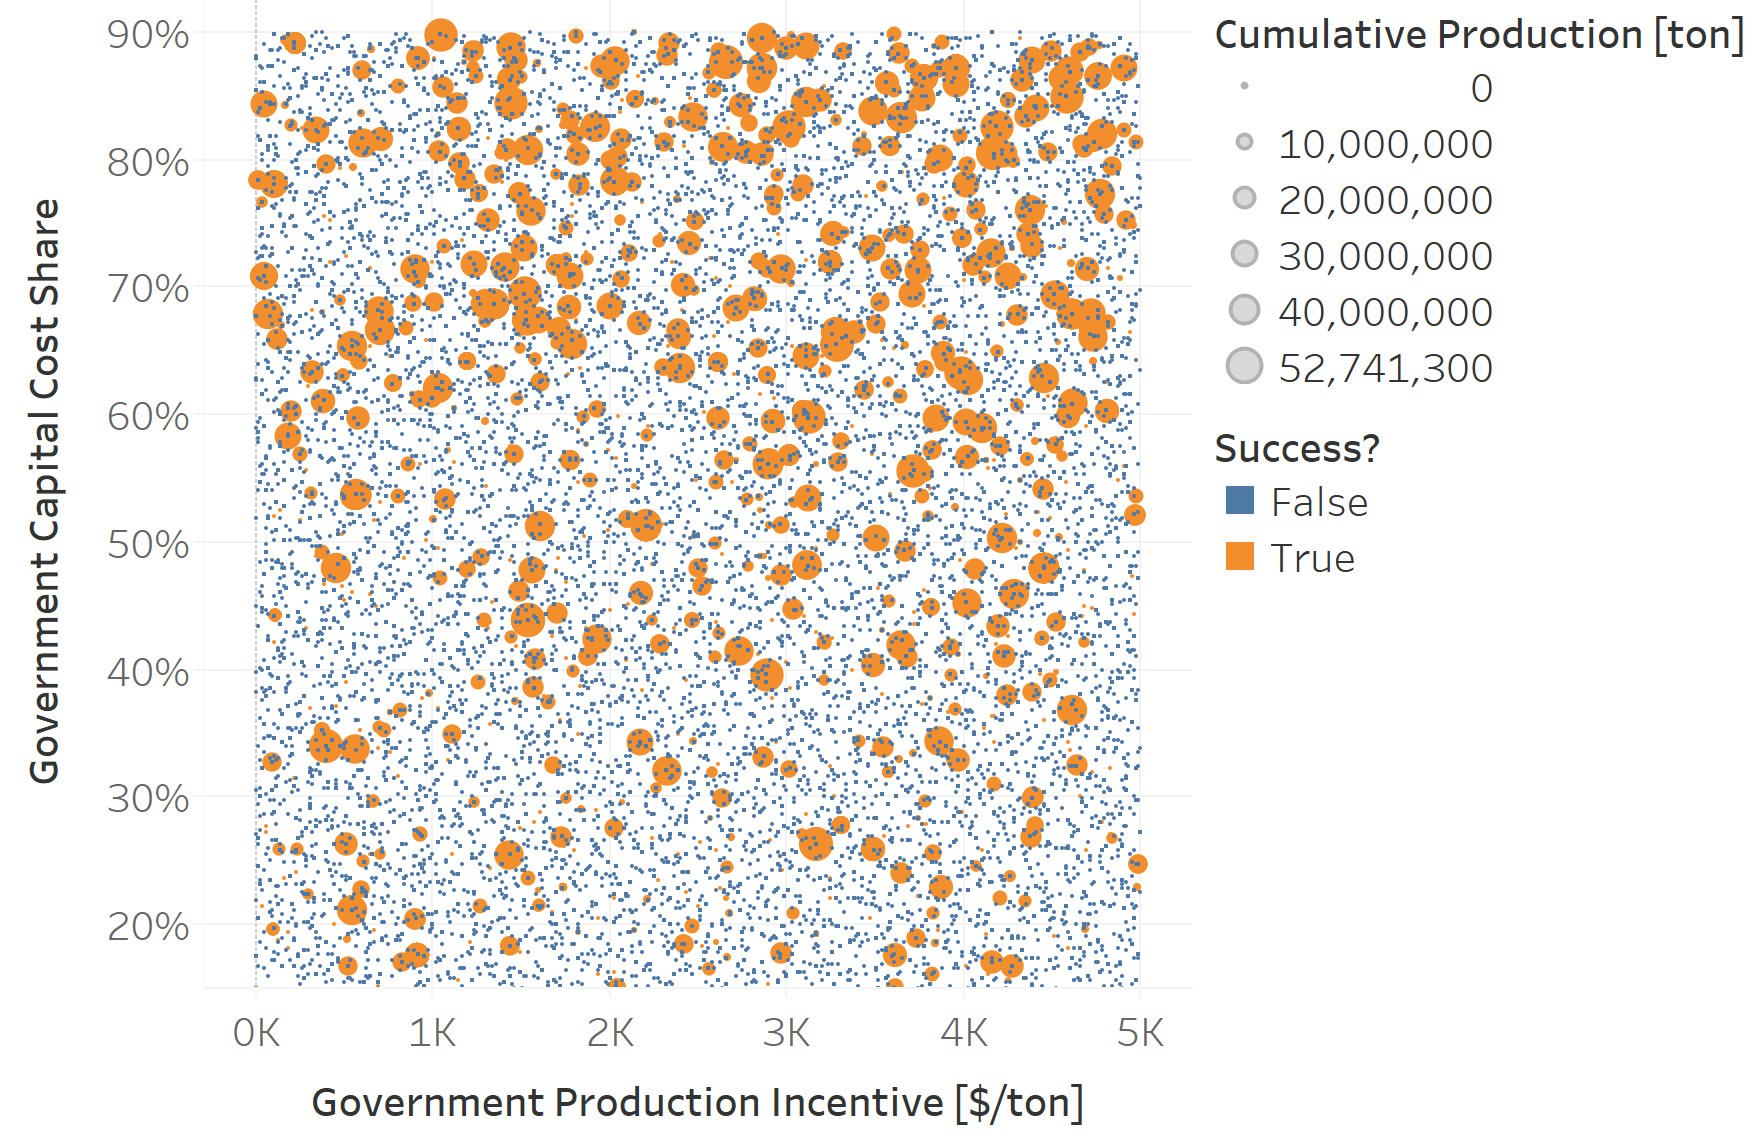 90%
80%
70%
60%
50%
40%
30%
20%
Government Capital Cost Share
0K 1K 2K 3K 4K 5K
Government Production Incentive [$/ton]
Cumulative Production [ton]
0
10,000,000
20,000,000
30,000,000
40,000,000
52,741,300
Success?
False
True